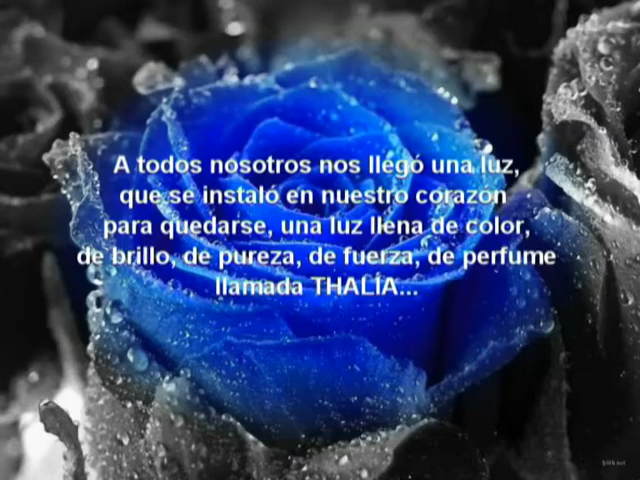 A todos nosotros nos llegó una luz,
que se instaló en nuestro corazón
para quedarse, una luz llena de color,
de brillo, de pureza, de fuerza, de perfume
llamada THALÍA...